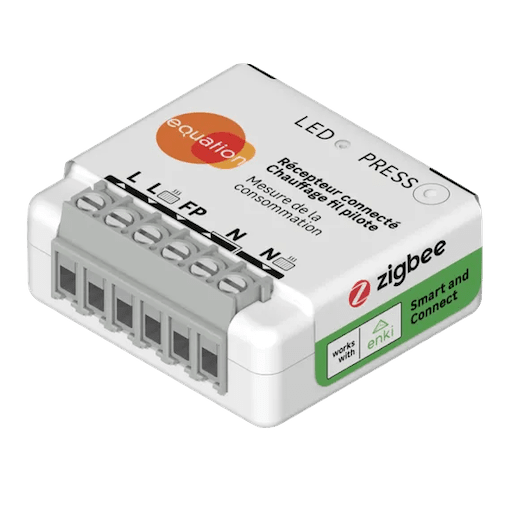 equation
LED
PRESS
Récepteur connecté
Chauffage fil pilote
Mesure de la
consommation
L L FP N N
Z zigbee
works
with
enki
Smart and
Connect